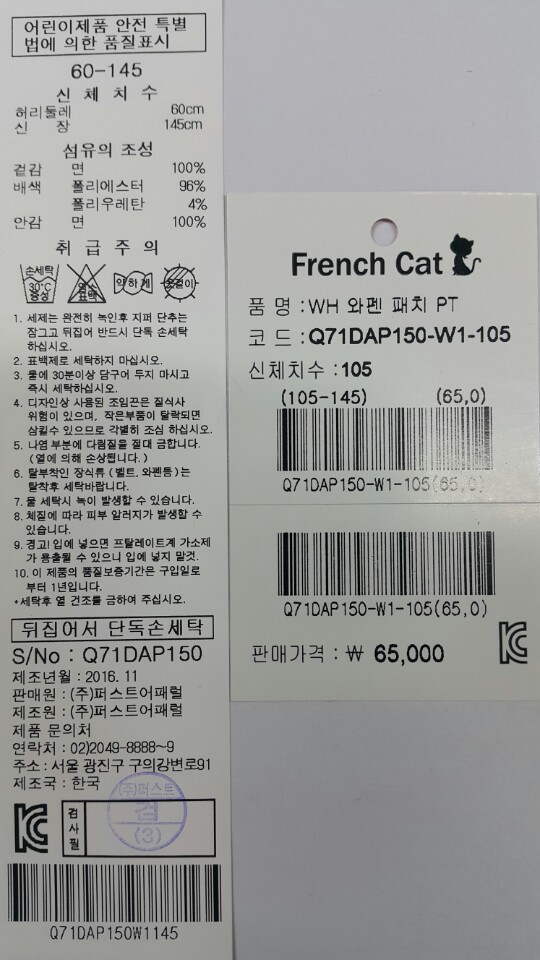 어린이제품 안전 특별
법에 의한 품질표시
60-145
신 체 치 수
허리둘레 60cm
신 장 145cm
섬유의 조성
겉감 면 100%
배색 폴리에스터 96%
폴리우레탄 4%
안감 면 100%
취 급 주 의
손세탁 30°C 중성
염소 표백
약하게
옷걸이
1. 세제는 완전히 녹인후 지퍼 단추는
잠그고 뒤집어 반드시 단독 손세탁
하십시오.
2. 표백제로 세탁하지 마십시오.
3. 물에 30분이상 담구어 두지 마시고
즉시 세탁하십시오.
4. 디자인상 사용된 조임끈은 질식사
위험이 있으며, 작은부품이 탈락되면
삼킬수 있으므로 각별히 조심 하십시오.
5. 나염 부분에 다림질을 절대 금합니다.
(열에 의해 손상됩니다.)
6. 탈부착인 장식류(벨트, 와펜등)는
탈착후 세탁바랍니다.
7. 물 세탁시 녹이 발생할 수 있습니다.
8. 체질에 따라 피부 알러지가 발생할 수
있습니다.
9. 경고! 입에 넣으면 프탈레이트계 가소제
가 용출될 수 있으니 입에 넣지 말것.
10. 이 제품의 품질보증기간은 구입일로
부터 1년입니다.
*세탁후 열 건조를 금하여 주십시오.
뒤집어서 단독손세탁
S/No : Q71DAP150
제조년월 : 2016. 11
판매원 : (주)퍼스트어패럴
제조원 : (주)퍼스트어패럴
제품 문의처
연락처 : 02)2049-8888~9
주소 : 서울 광진구 구의강변로91
제조국 : 한국
검사필
(주)퍼스트
검
(3)
Q71DAP150W1145
French Cat
품 명 : WH 와펜 패치 PT
코 드 : Q71DAP150-W1-105
신체치수 : 105
(105-145) (65,0)
Q71DAP150-W1-105(65,0)
Q71DAP150-W1-105(65,0)
판매가격 : ₩ 65,000